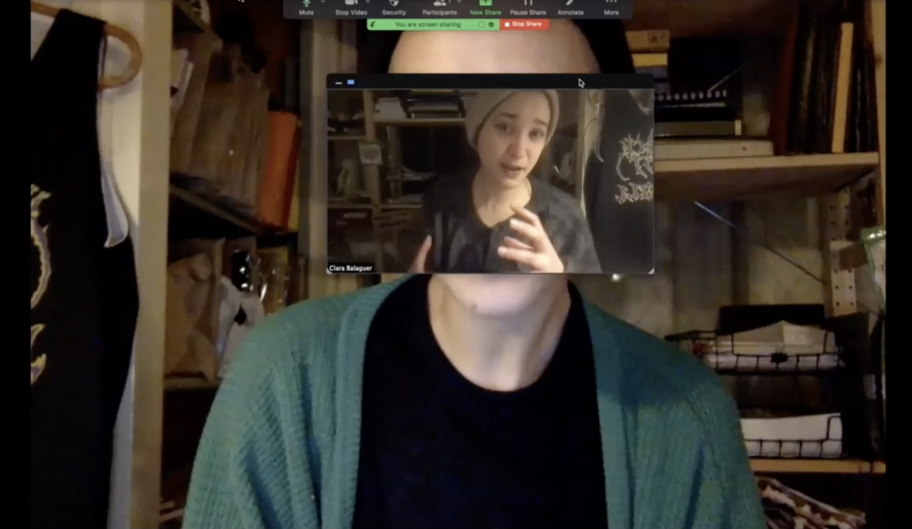 Mute Stop Video Security Participants New Share Pause Share Annotate More
You are screen sharing Stop Share
Clara Balaguer